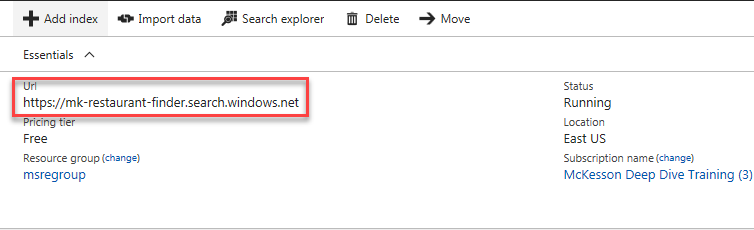 Add index Import data Search explorer Delete Move
Essentials
Url Status
https://mk-restaurant-finder.search.windows.net Running
Pricing tier Location
Free East US
Resource group (change) Subscription name (change)
msregroup McKesson Deep Dive Training (3)